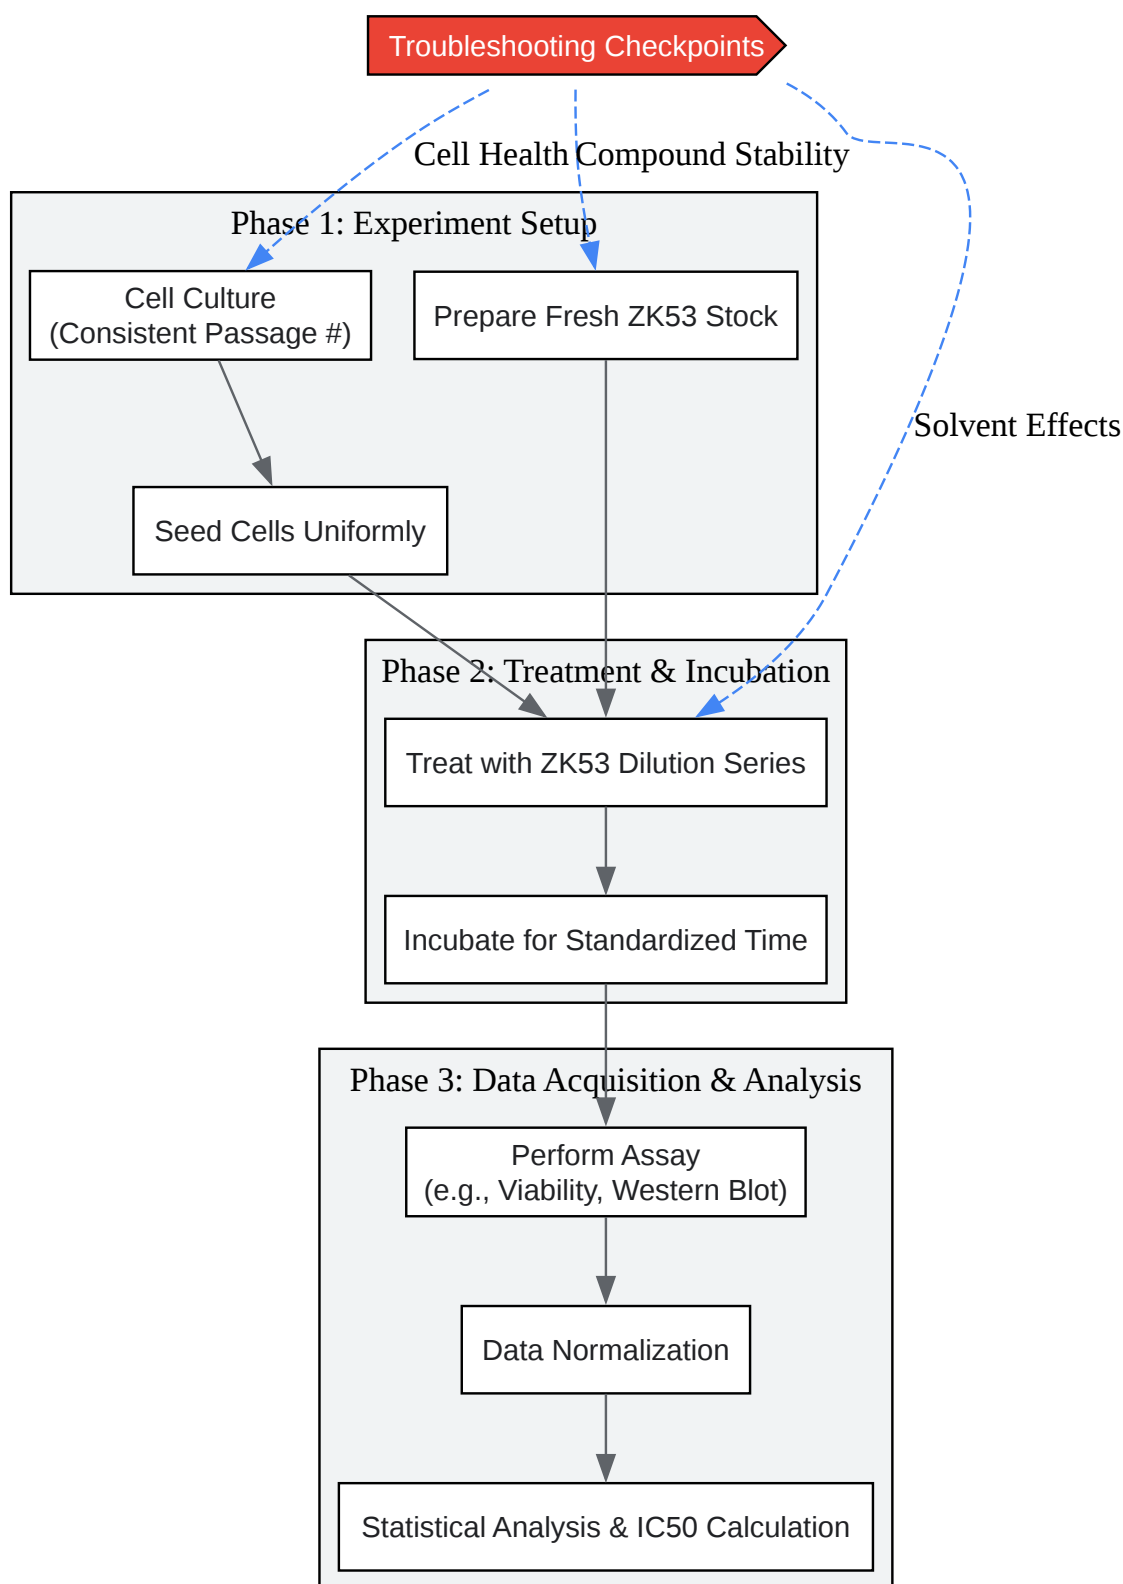 Troubleshooting Checkpoints
Cell Health
Compound Stability
Phase 1: Experiment Setup
Cell Culture
(Consistent Passage #)
Prepare Fresh ZK53 Stock
Solvent Effects
Seed Cells Uniformly
Phase 2: Treatment & Incubation
Treat with ZK53 Dilution Series
Incubate for Standardized Time
Phase 3: Data Acquisition & Analysis
Perform Assay
(e.g., Viability, Western Blot)
Data Normalization
Statistical Analysis & IC50 Calculation